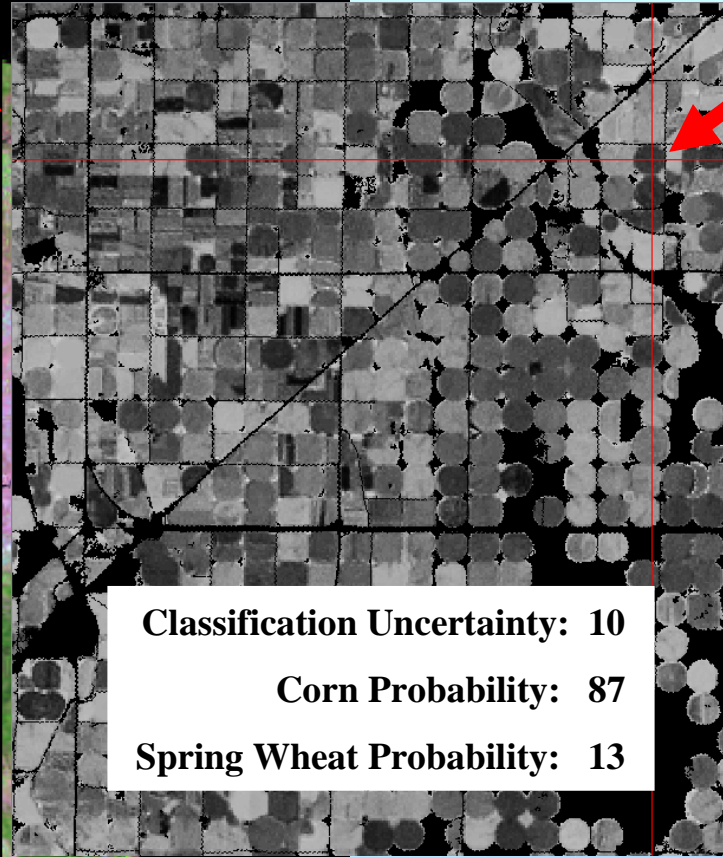 Classification Uncertainty: 10
Corn Probability: 87
Spring Wheat Probability: 13